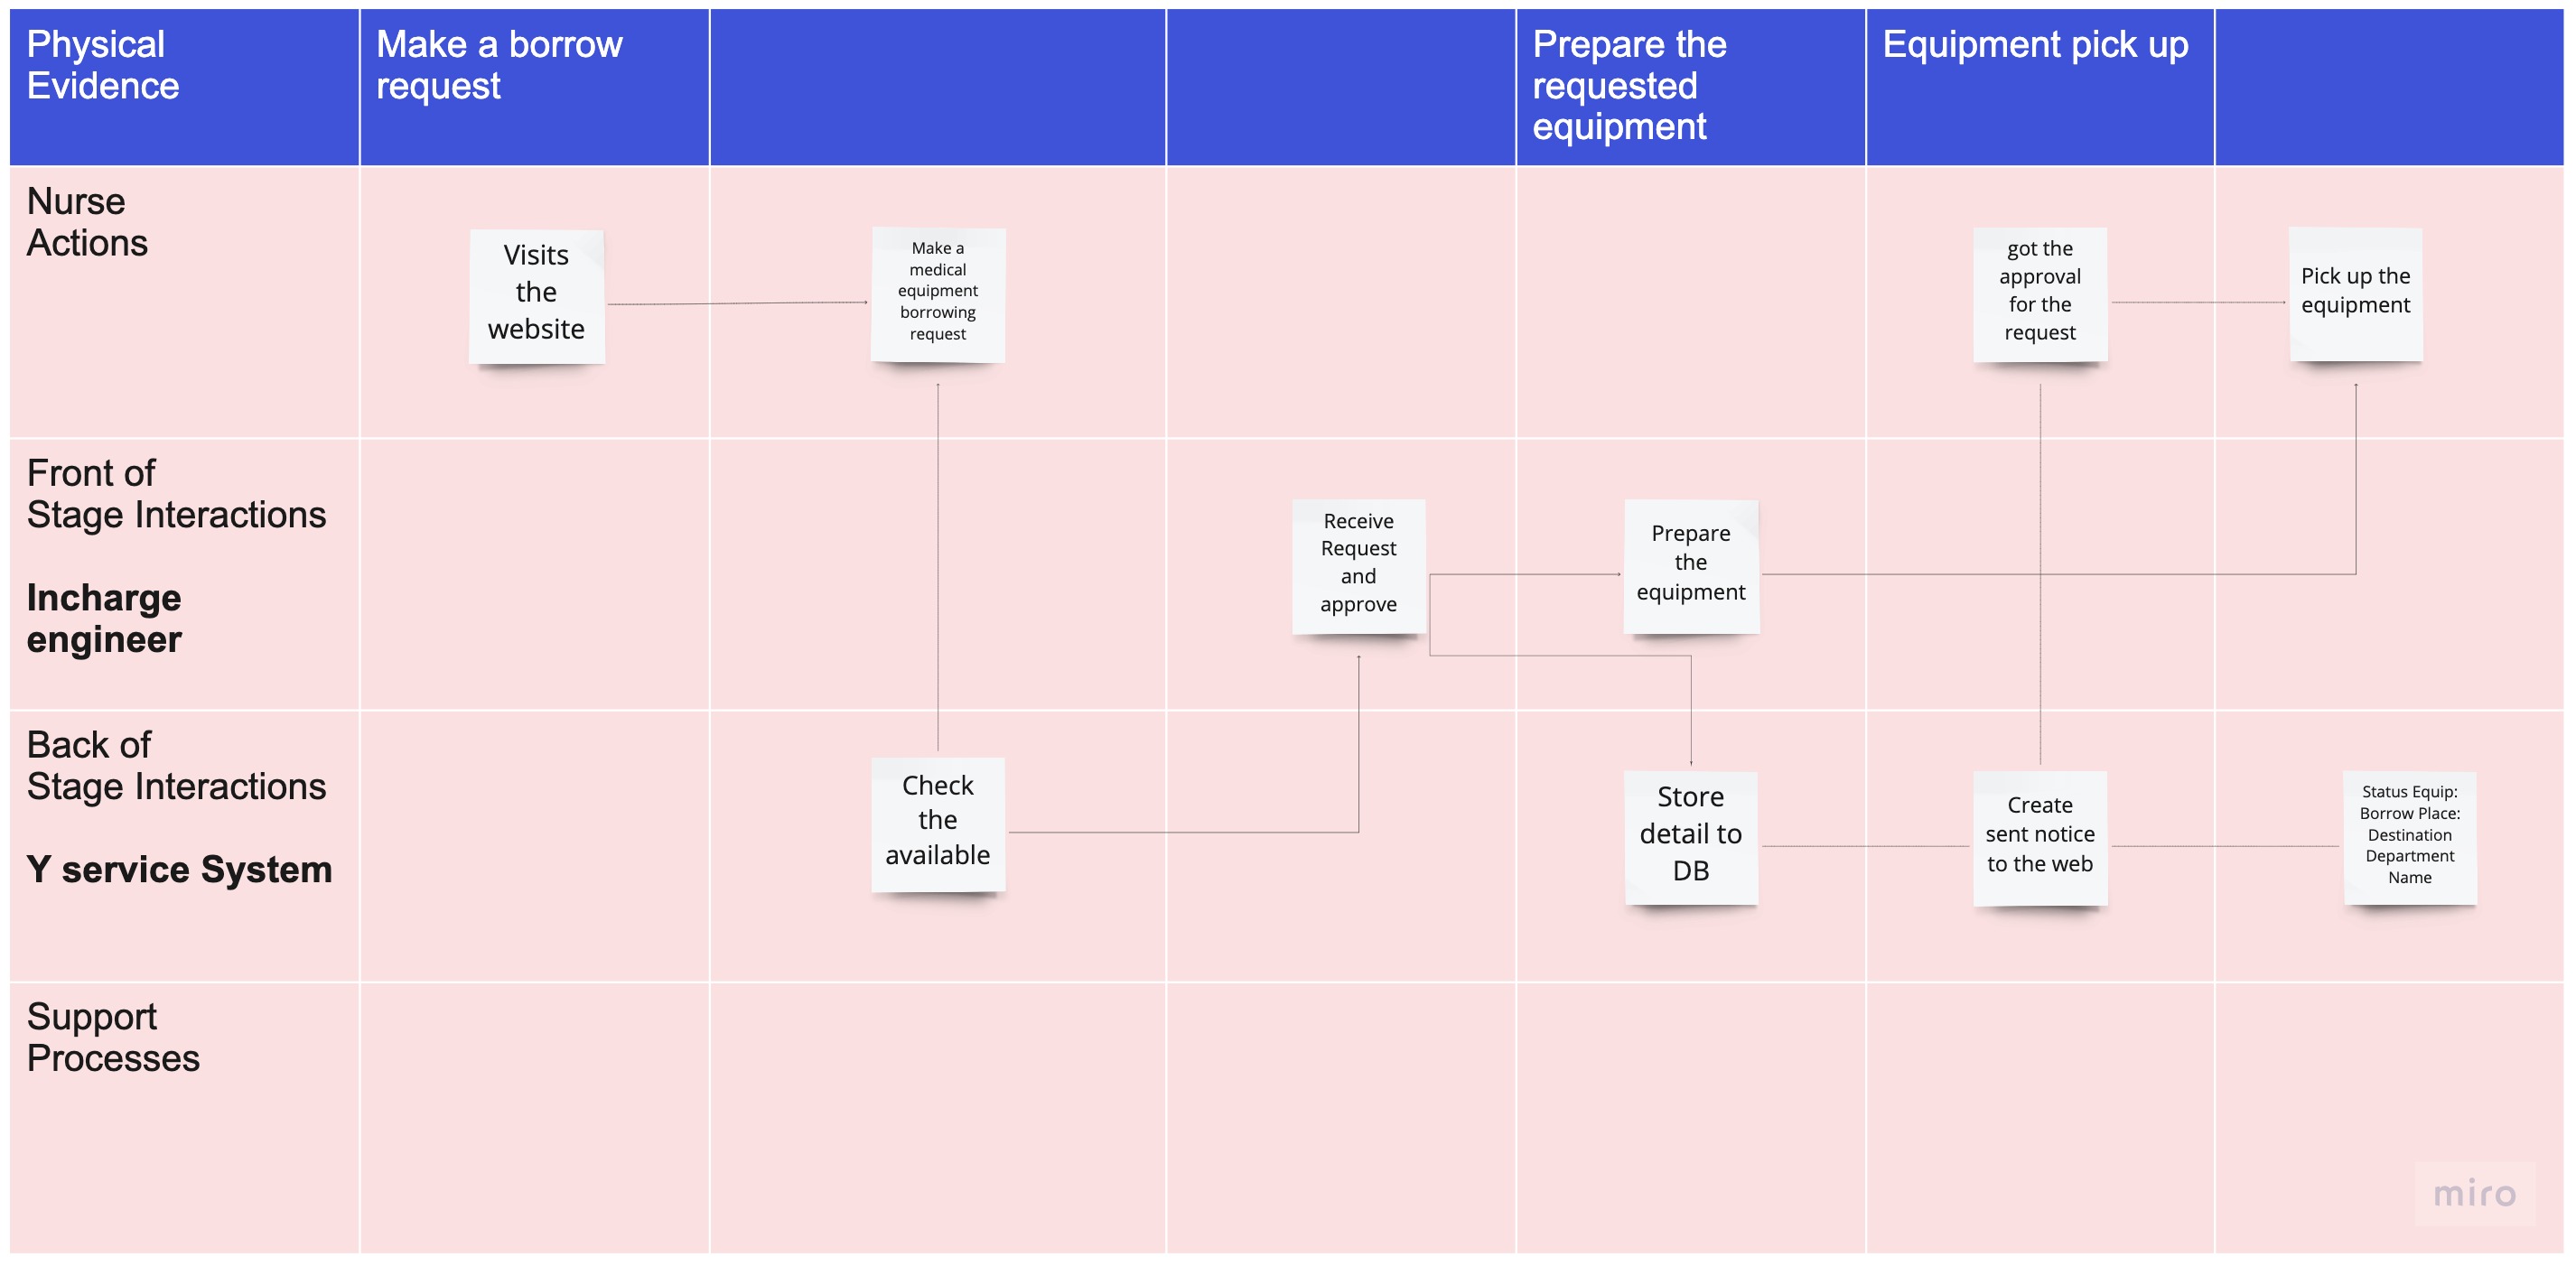 Physical
Evidence
Make a borrow
request
Prepare the
requested
equipment
Equipment pick up
Nurse
Actions
Visits
the
website
Make a
medical
equipment
borrowing
request
got the
approval
for the
request
Pick up the
equipment
Front of
Stage Interactions
Incharge
engineer
Receive
Request
and
approve
Prepare
the
equipment
Back of
Stage Interactions
Y service System
Check
the
available
Store
detail to
DB
Create
sent notice
to the web
Status Equip:
Borrow Place:
Destination
Department
Name
Support
Processes
miro